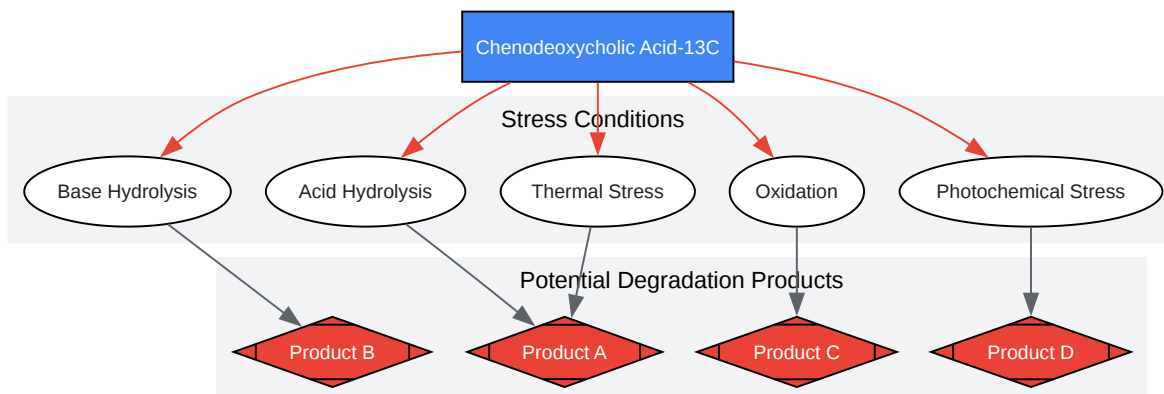 Chenodeoxycholic Acid-13C
Stress Conditions
Base Hydrolysis
Acid Hydrolysis
Thermal Stress
Oxidation
Photochemical Stress
Potential Degradation Products
Product B
Product A
Product C
Product D